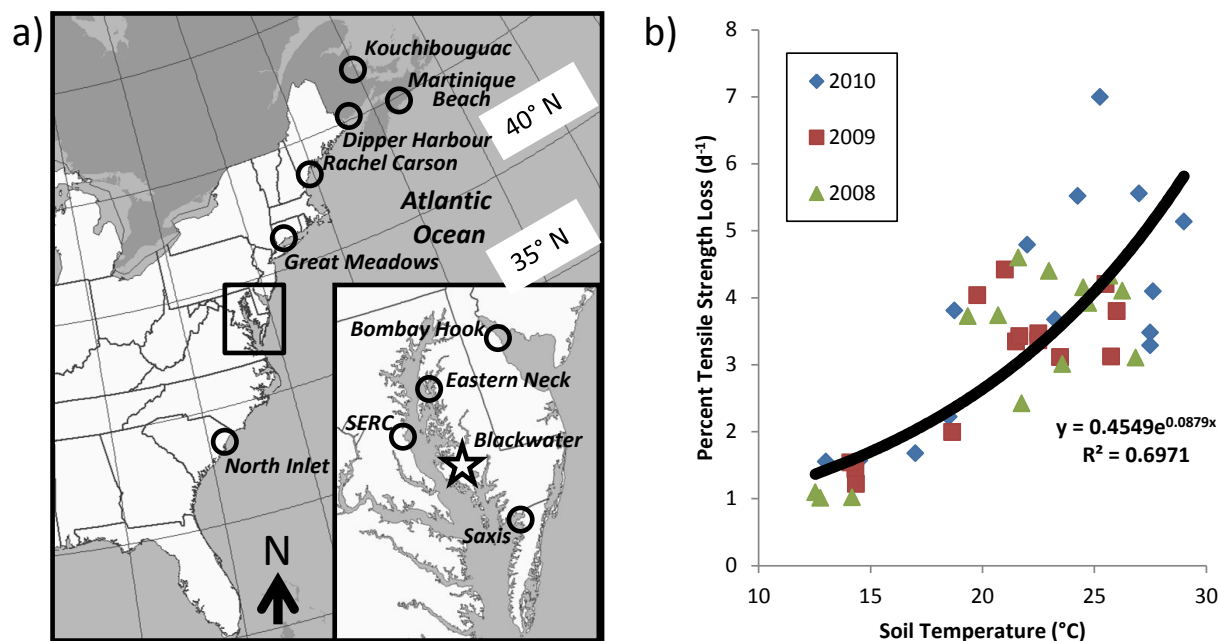 a)
Kouchibouguac
Martinique
Beach
40° N
Dipper Harbour
Rachel Carson
Atlantic
Ocean
35° N
Great Meadows
Bombay Hook
Eastern Neck
SERC
Blackwater
North Inlet
Saxis
N
b)
8
7
6
5
4
3
2
1
0
Percent Tensile Strength Loss (d⁻¹)
2010
2009
2008
y = 0.4549e^0.0879x
R² = 0.6971
10 15 20 25 30
Soil Temperature (°C)